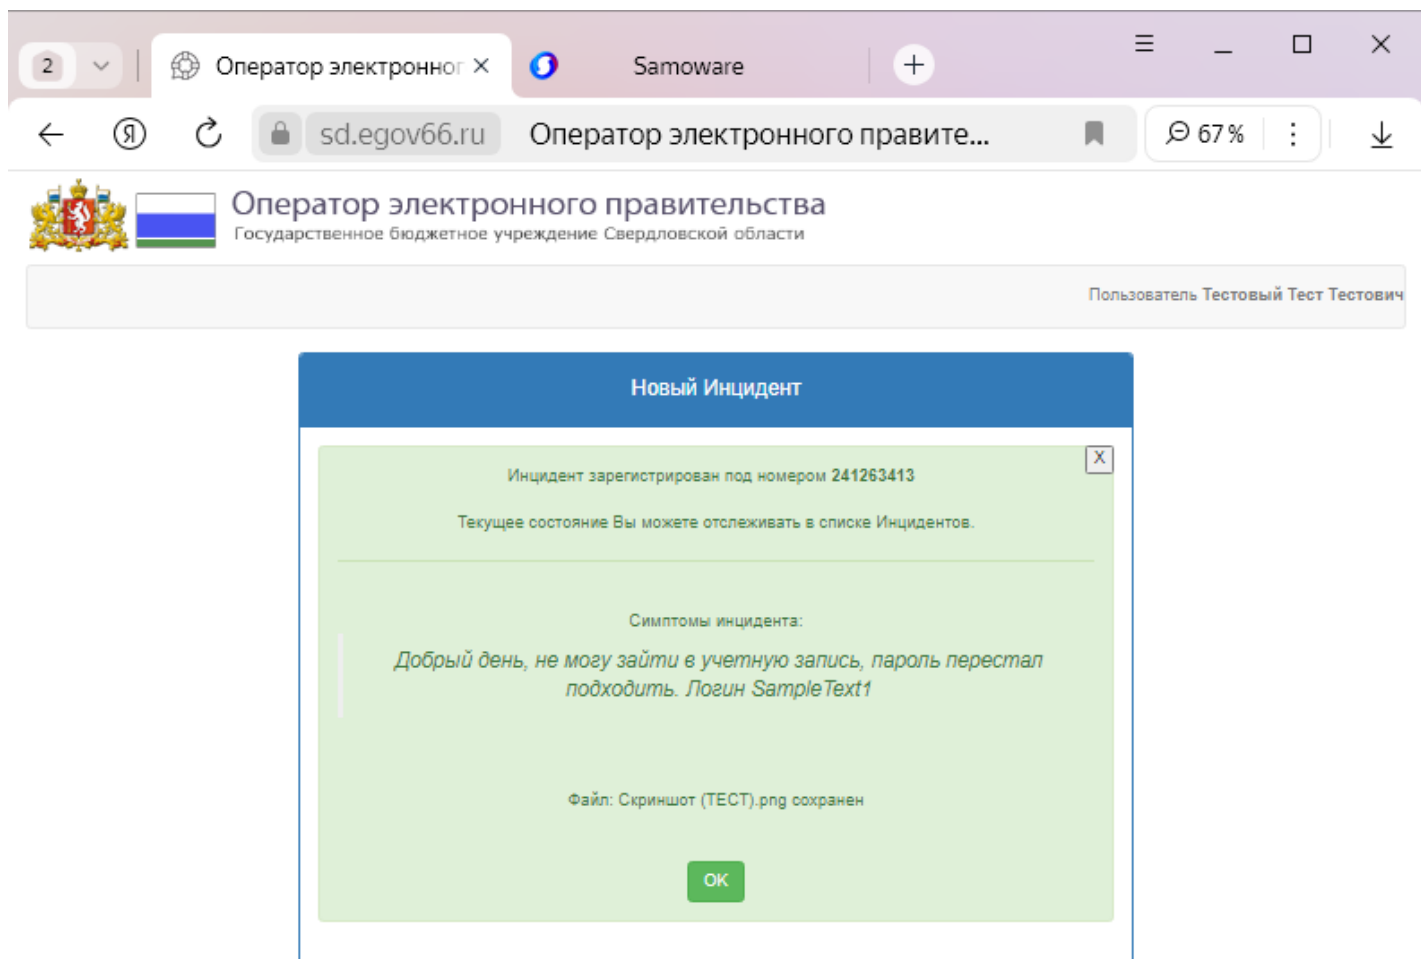 2
Оператор электронног
Samoware
sd.egov66.ru Оператор электронного правите... 67 %
Оператор электронного правительства
Государственное бюджетное учреждение Свердловской области
Пользователь Тестовый Тест Тестович
Новый Инцидент
X
Инцидент зарегистрирован под номером 241263413
Текущее состояние Вы можете отслеживать в списке Инцидентов.
Симптомы инцидента:
Добрый день, не могу зайти в учетную запись, пароль перестал
подходить. Логин SampleText1
Файл: Скриншот (ТЕСТ).png сохранен
OK